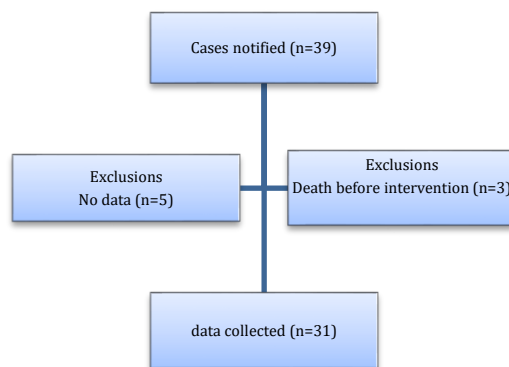 Cases notified (n=39)
Exclusions
No data (n=5)
Exclusions
Death before intervention (n=3)
data collected (n=31)